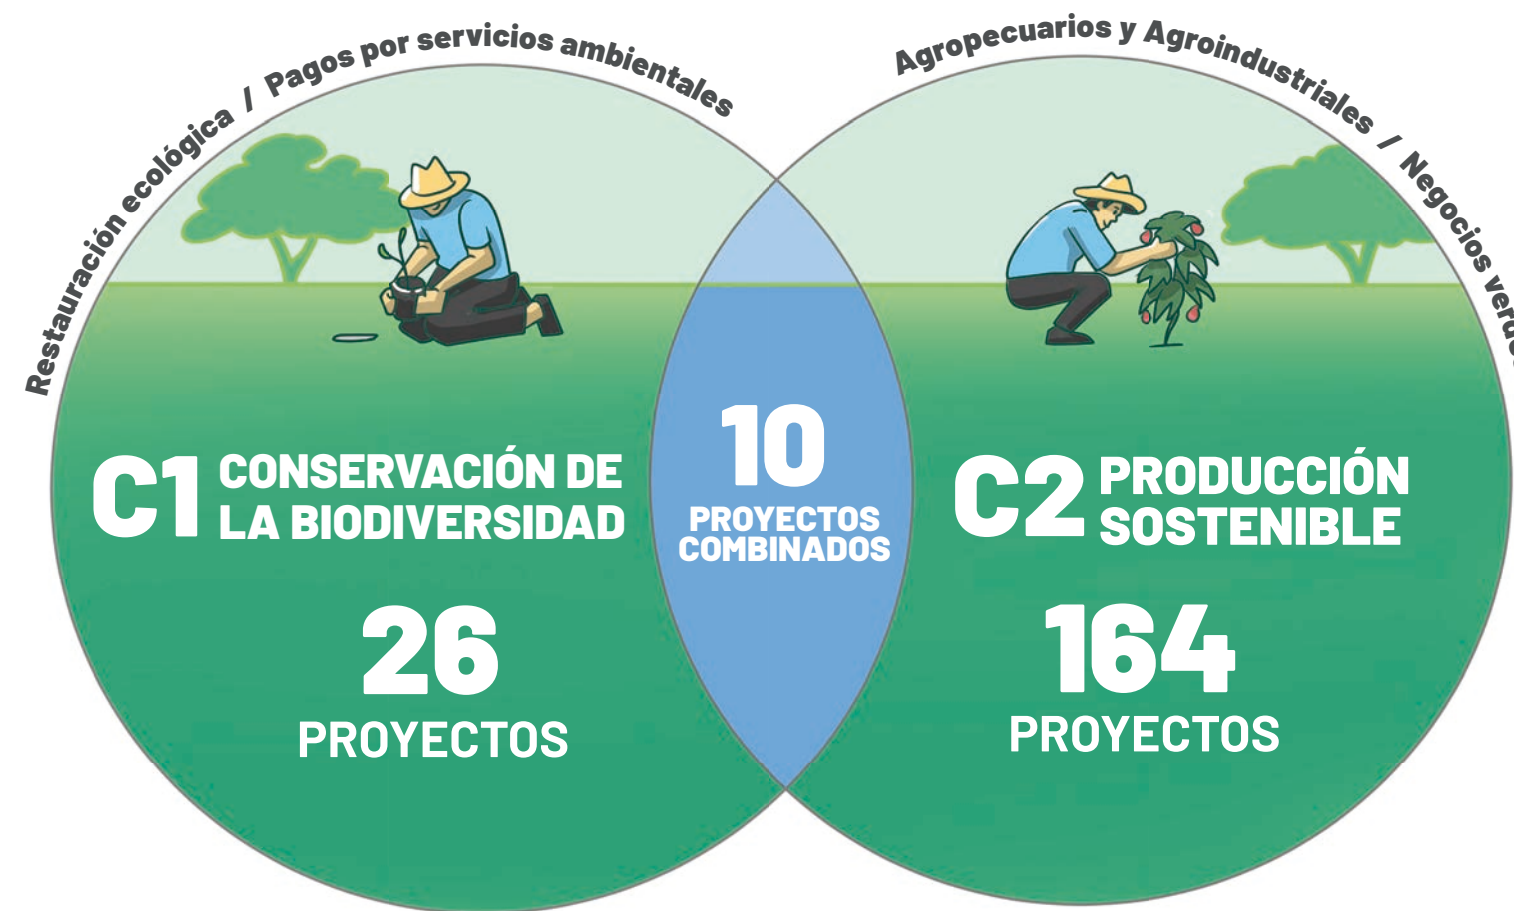 Restauración ecológica / Pagos por servicios ambientales
Agropecuarios y Agroindustriales / Negocios
C1
CONSERVACIÓN DE
LA BIODIVERSIDAD
26
PROYECTOS
10
PROYECTOS
COMBINADOS
C2
PRODUCCIÓN
SOSTENIBLE
164
PROYECTOS